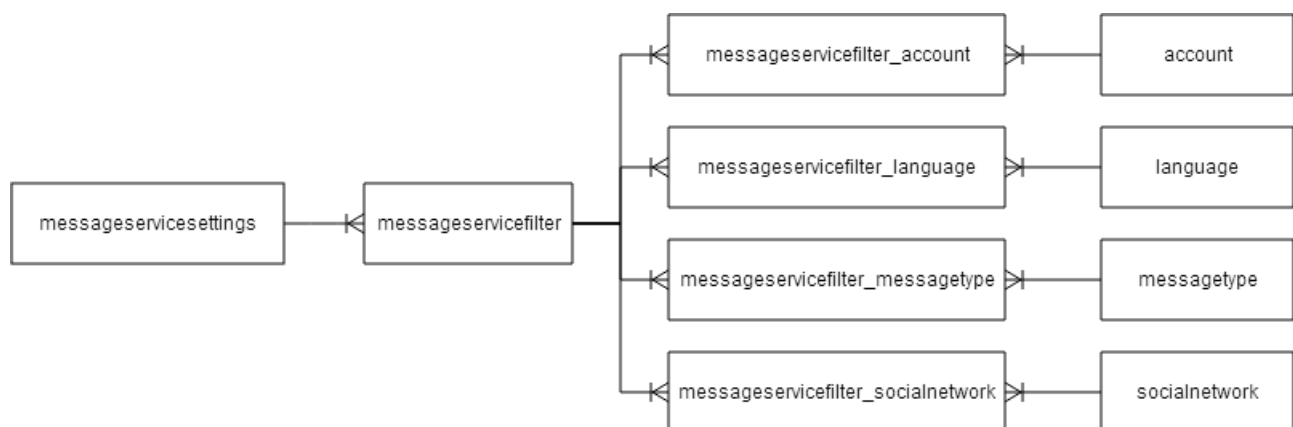 messageservicefilter_account
account
messageservicefilter_language
language
messageservicesettings
messageservicefilter
messageservicefilter_messagetype
messagetype
messageservicefilter_socialnetwork
socialnetwork